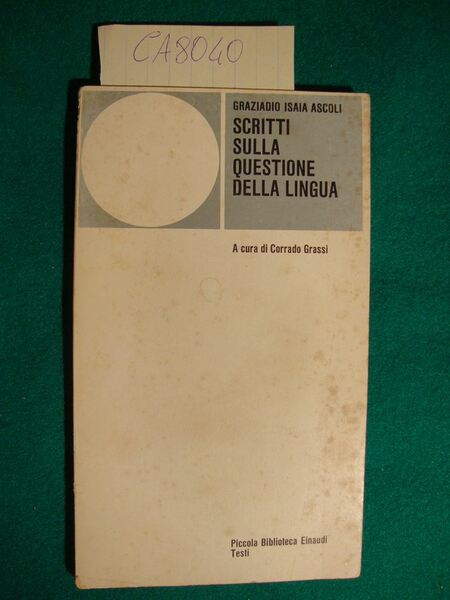 CA8040
GRAZIADIO ISAIA ASCOLI
SCRITTI
SULLA
QUESTIONE
DELLA LINGUA
A cura di Corrado Grassi
Piccola Biblioteca Einaudi
Testi